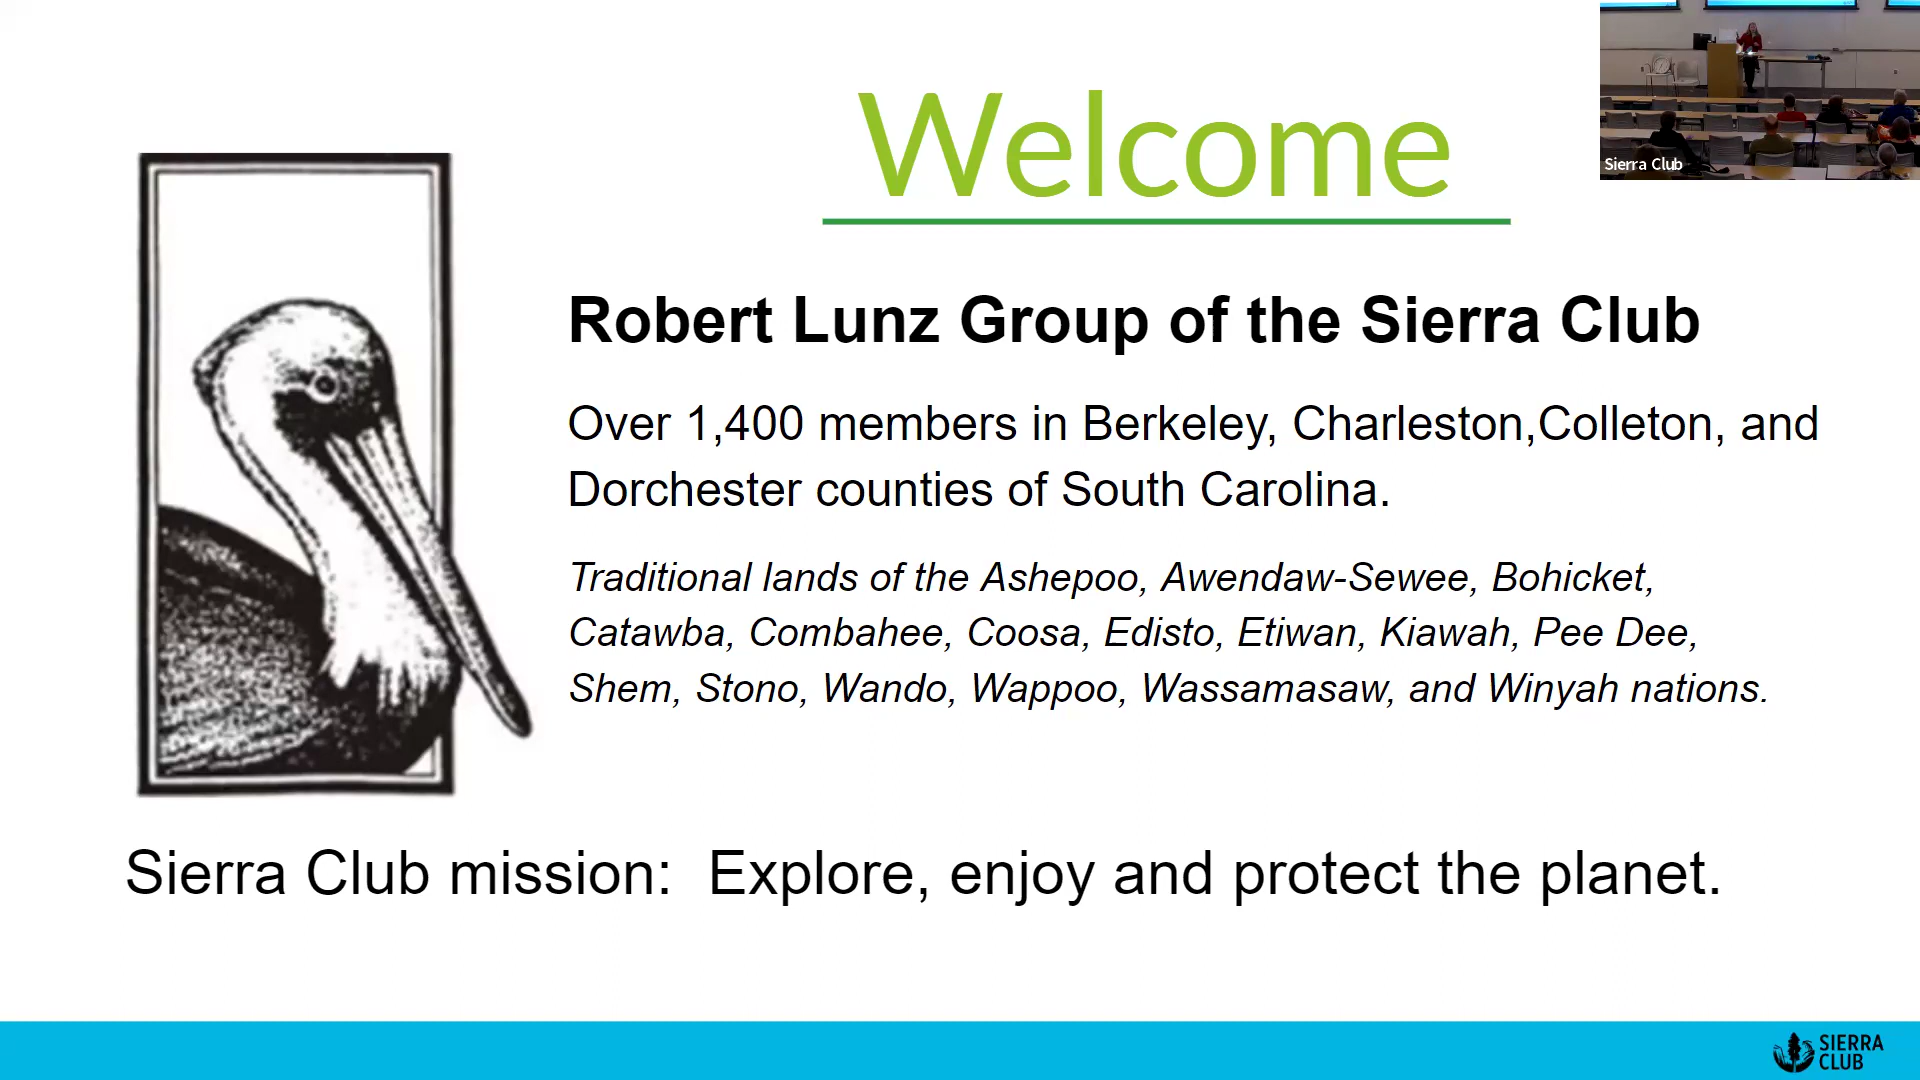 Welcome
Sierra Club
Robert Lunz Group of the Sierra Club
Over 1,400 members in Berkeley, Charleston,Colleton, and
Dorchester counties of South Carolina.
Traditional lands of the Ashepoo, Awendaw-Sewee, Bohicket,
Catawba, Combahee, Coosa, Edisto, Etiwan, Kiawah, Pee Dee,
Shem, Stono, Wando, Wappoo, Wassamasaw, and Winyah nations.
Sierra Club mission:  Explore, enjoy and protect the planet.
SIERRA
CLUB